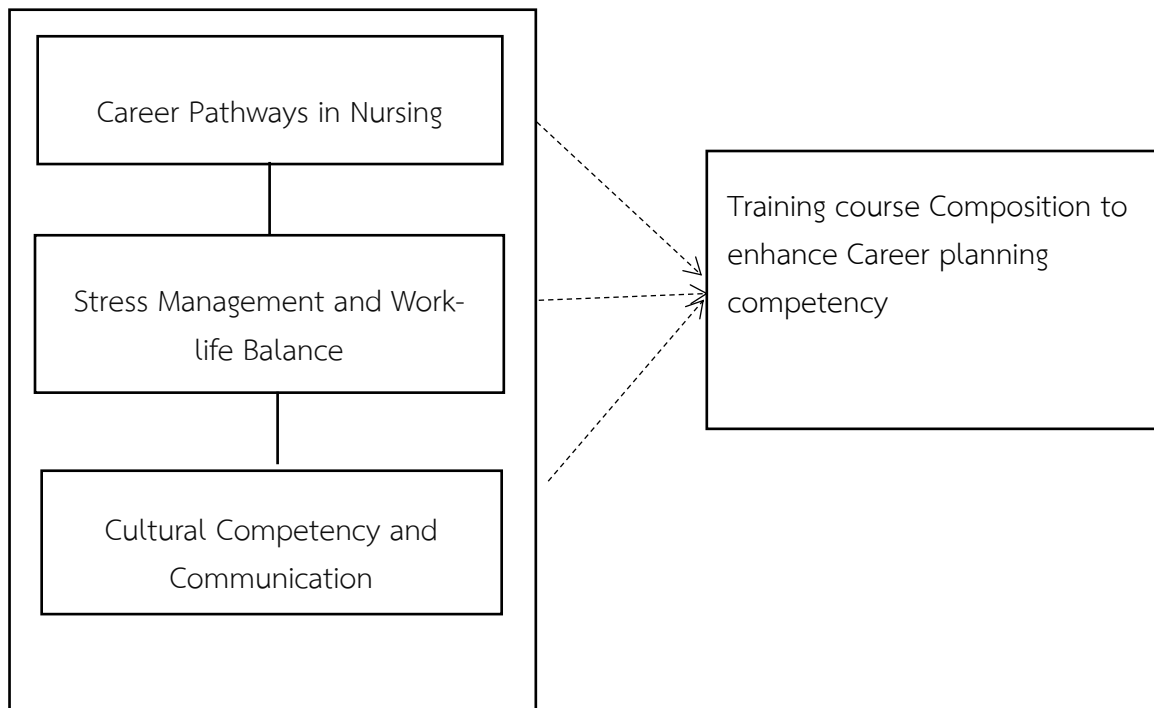 Career Pathways in Nursing
Stress Management and Work-
life Balance
Cultural Competency and
Communication
Training course Composition to
enhance Career planning
competency